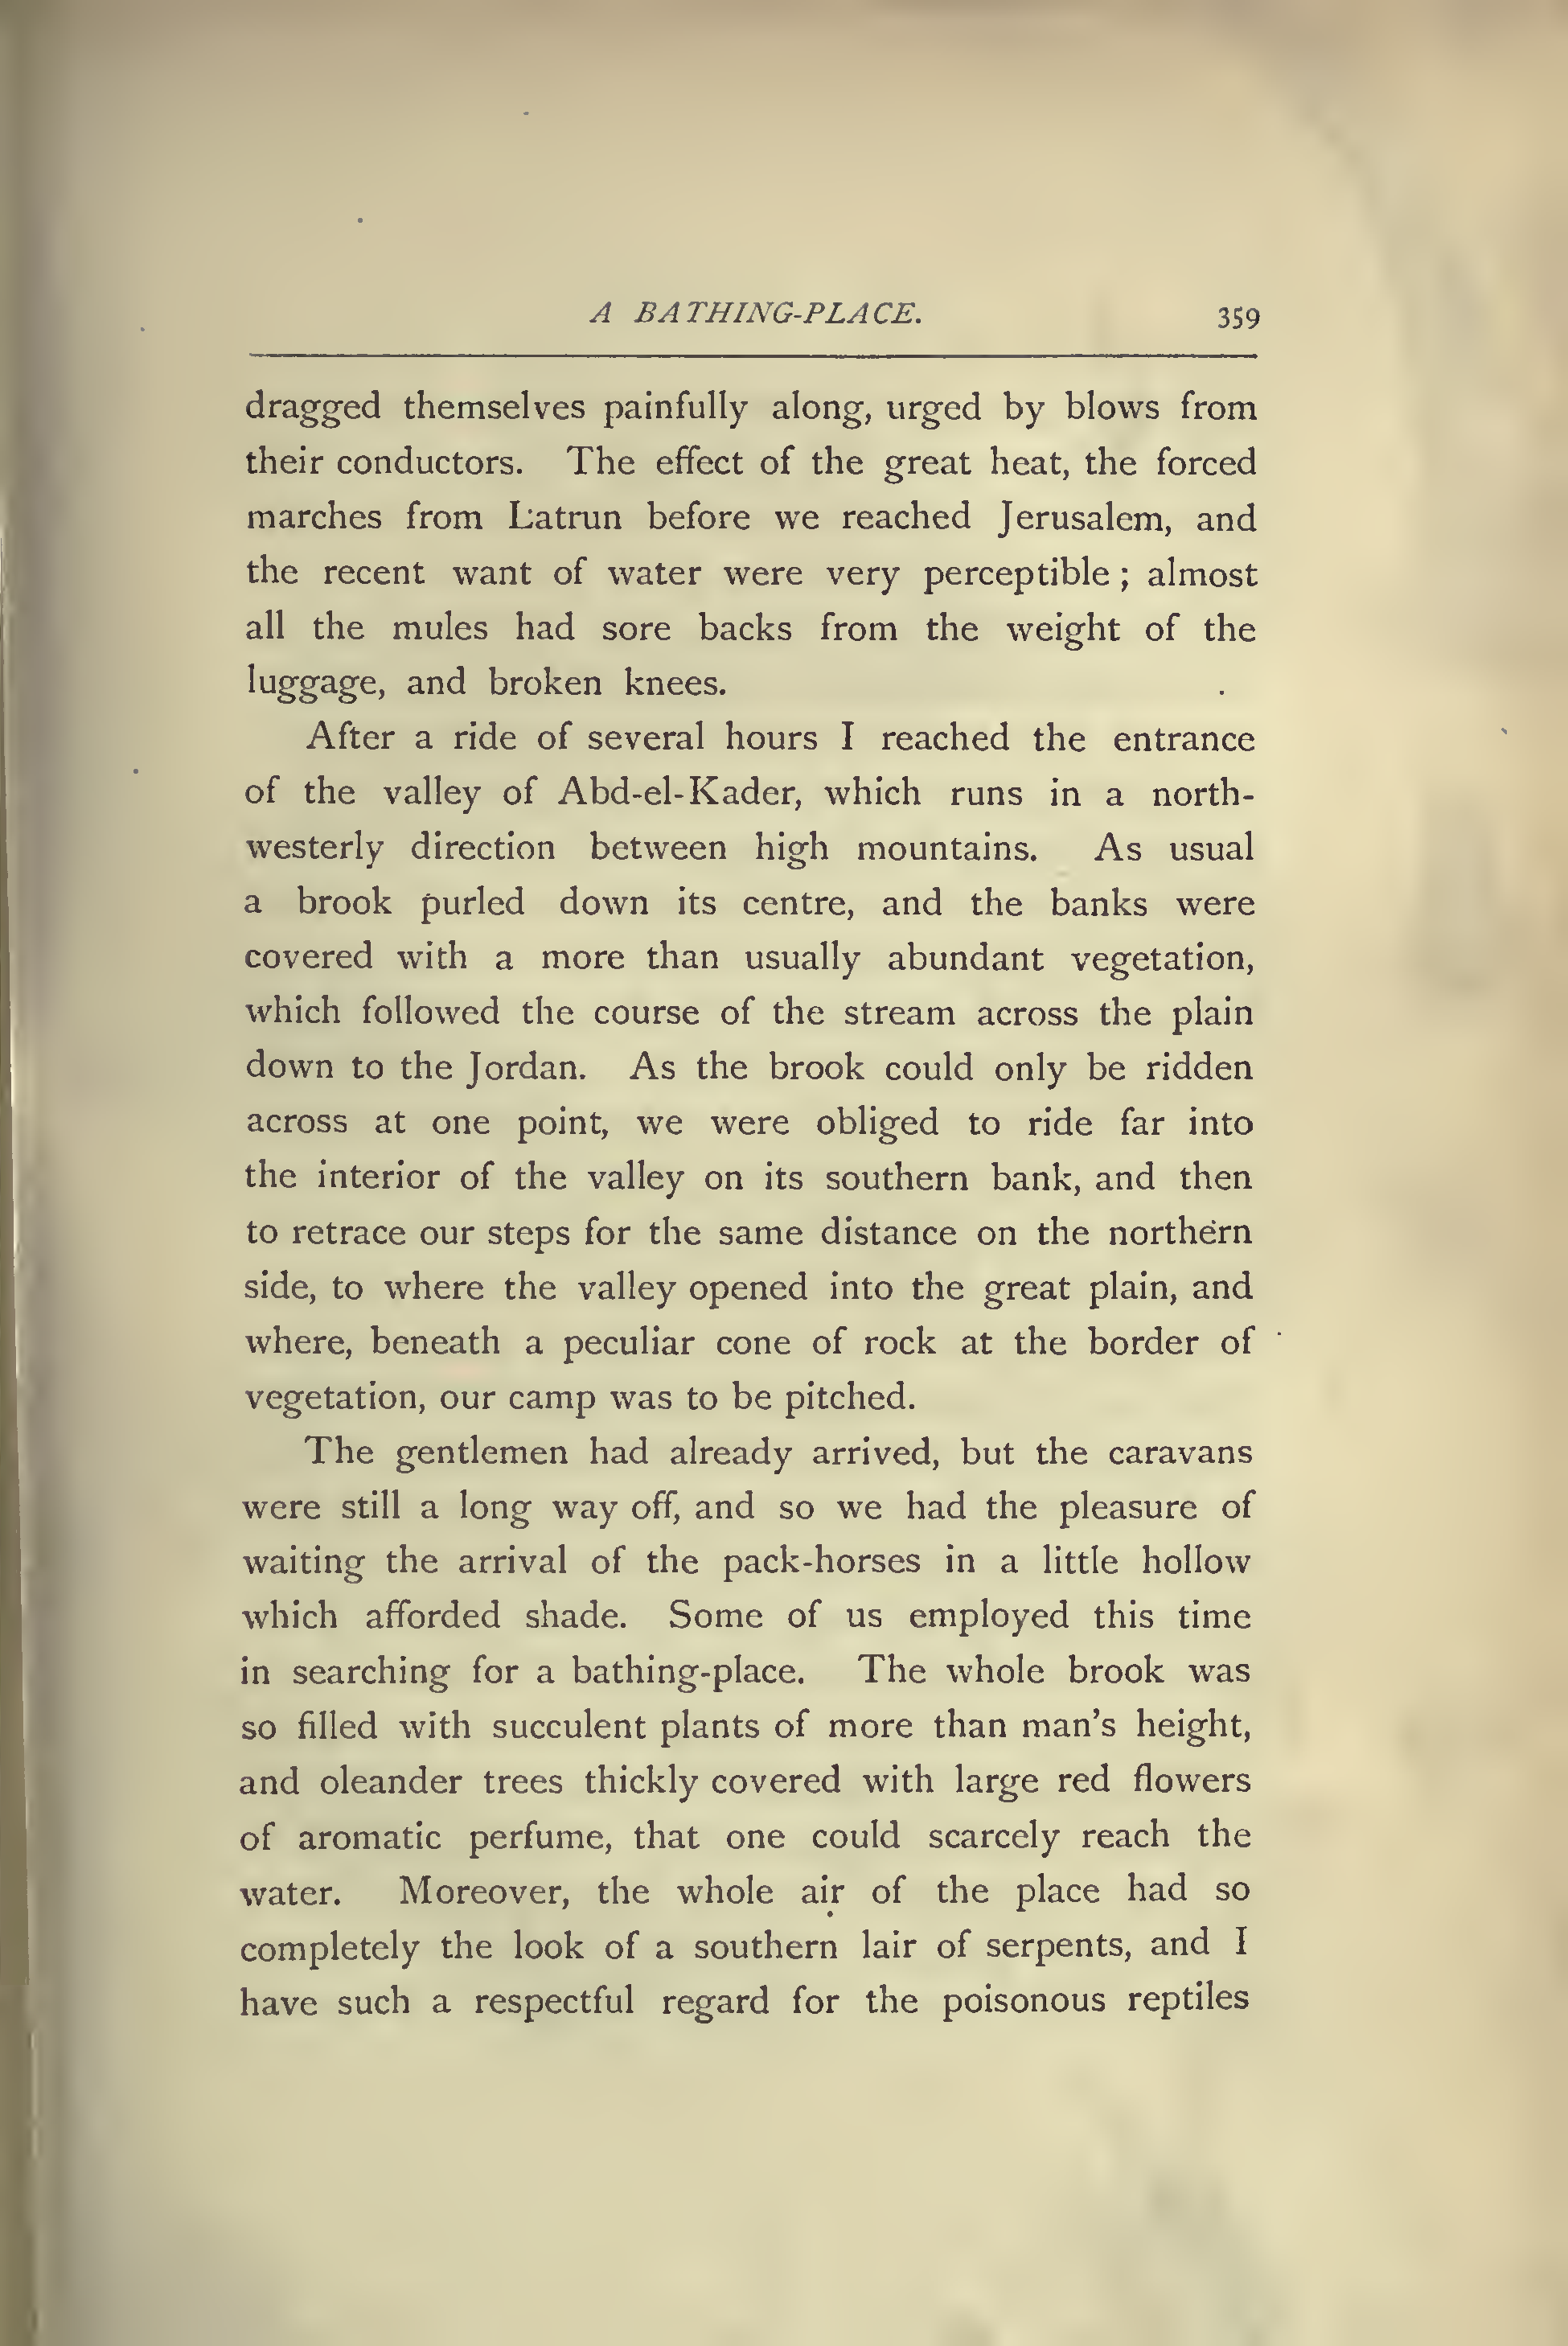 A BATHING-PLACE. 359
dragged themselves painfully along, urged by blows from
their conductors. The effect of the great heat, the forced
marches from Latrun before we reached Jerusalem, and
the recent want of water were very perceptible ; almost
all the mules had sore backs from the weight of the
luggage, and broken knees.
After a ride of several hours I reached the entrance
of the valley of Abd-el-Kader, which runs in a north-
westerly direction between high mountains. As usual
a brook purled down its centre, and the banks were
covered with a more than usually abundant vegetation,
which followed the course of the stream across the plain
down to the Jordan. As the brook could only be ridden
across at one point, we were obliged to ride far into
the interior of the valley on its southern bank, and then
to retrace our steps for the same distance on the northern
side, to where the valley opened into the great plain, and
where, beneath a peculiar cone of rock at the border of
vegetation, our camp was to be pitched.
The gentlemen had already arrived, but the caravans
were still a long way off, and so we had the pleasure of
waiting the arrival of the pack-horses in a little hollow
which afforded shade. Some of us employed this time
in searching for a bathing-place. The whole brook was
so filled with succulent plants of more than man's height,
and oleander trees thickly covered with large red flowers
of aromatic perfume, that one could scarcely reach the
water. Moreover, the whole air of the place had so
completely the look of a southern lair of serpents, and I
have such a respectful regard for the poisonous reptiles